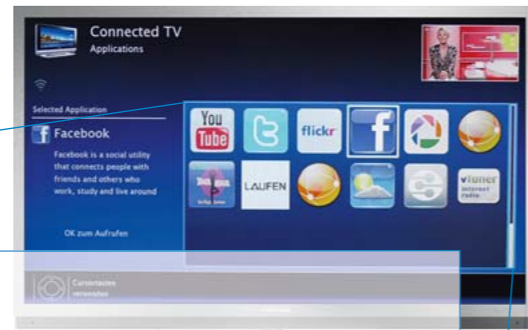 Connected TV
Applications
Selected Application
Facebook
Facebook is a social utility
that connects people with
friends and others who
work, study and live around
OK zum Aufrufen
You
Tube
flickr
LAUFEN
vTuner
internet
radio
verwenden